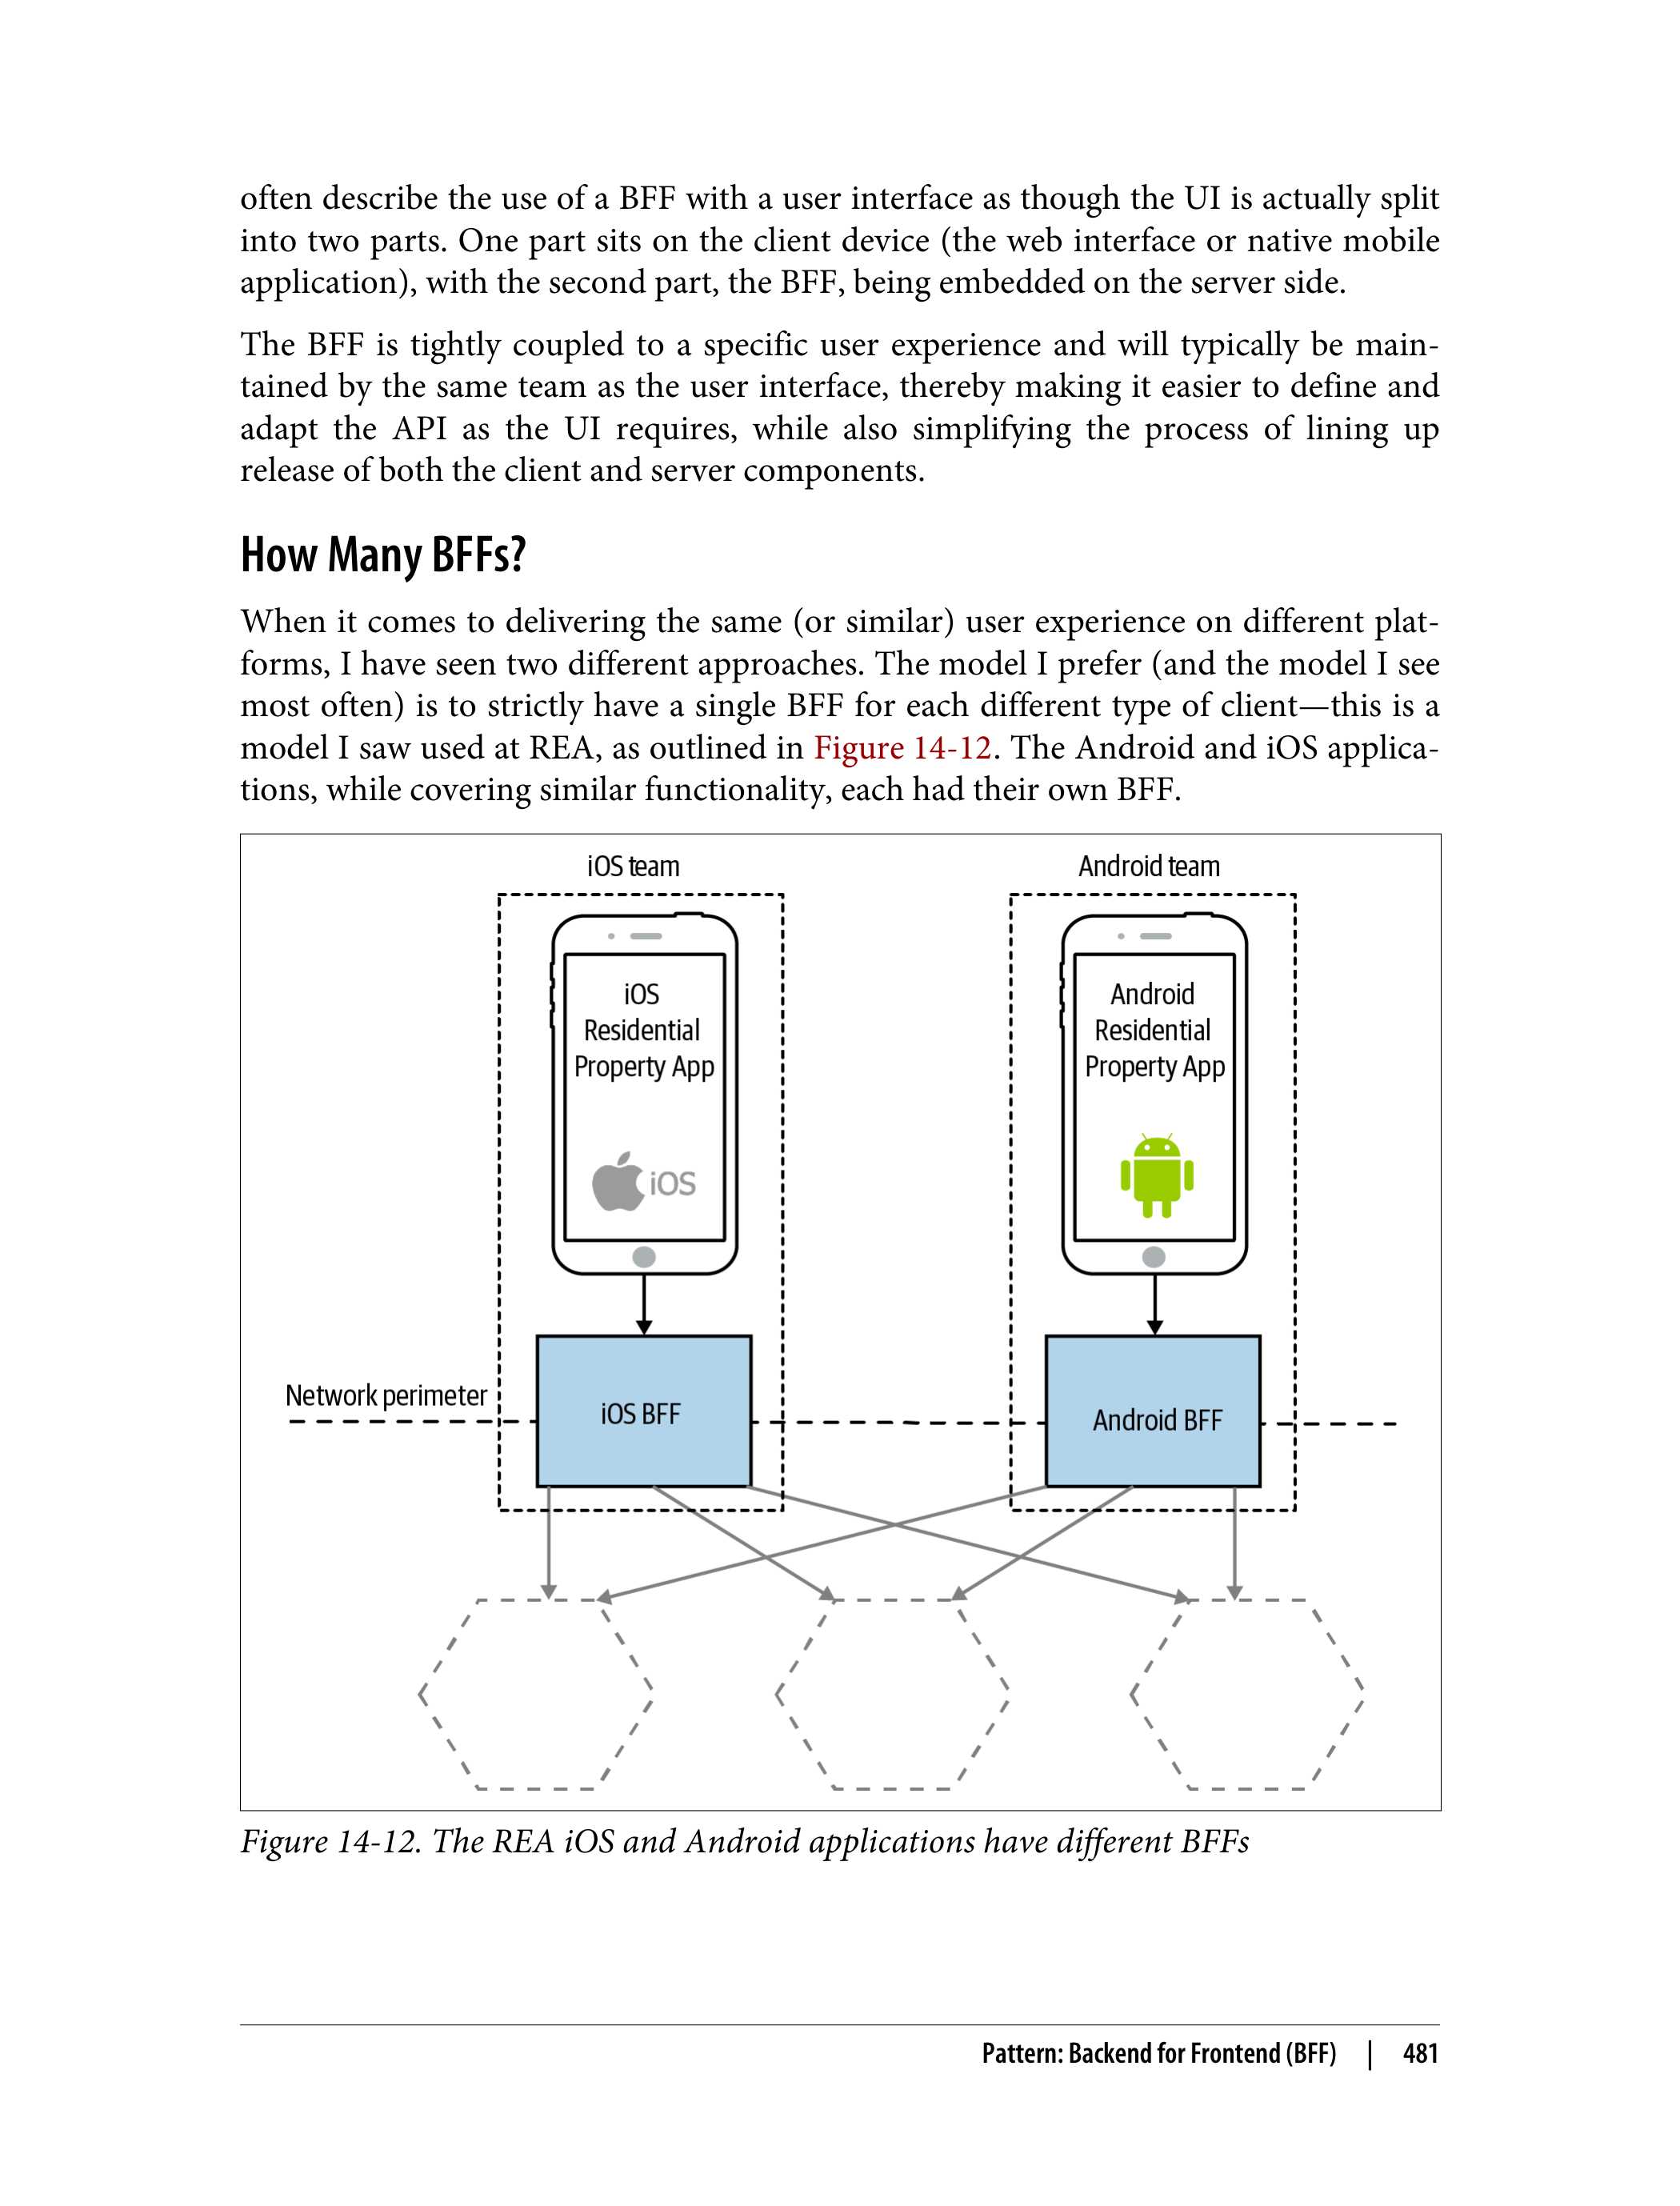 often describe the use of a BFF with a user interface as though the UI is actually split
into two parts. One part sits on the client device (the web interface or native mobile
application), with the second part, the BFF, being embedded on the server side.
The BFF is tightly coupled to a specific user experience and will typically be main-
tained by the same team as the user interface, thereby making it easier to define and
adapt the API as the UI requires, while also simplifying the process of lining up
release of both the client and server components.
How Many BFFs?
When it comes to delivering the same (or similar) user experience on different plat-
forms, I have seen two different approaches. The model I prefer (and the model I see
most often) is to strictly have a single BFF for each different type of client—this is a
model I saw used at REA, as outlined in Figure 14-12. The Android and iOS applica-
tions, while covering similar functionality, each had their own BFF.
iOS team
Android team
iOS
Residential
Property App
iOS
Android
Residential
Property App
Network perimeter
iOS BFF
Android BFF
Figure 14-12. The REA iOS and Android applications have different BFFs
Pattern: Backend for Frontend (BFF) | 481